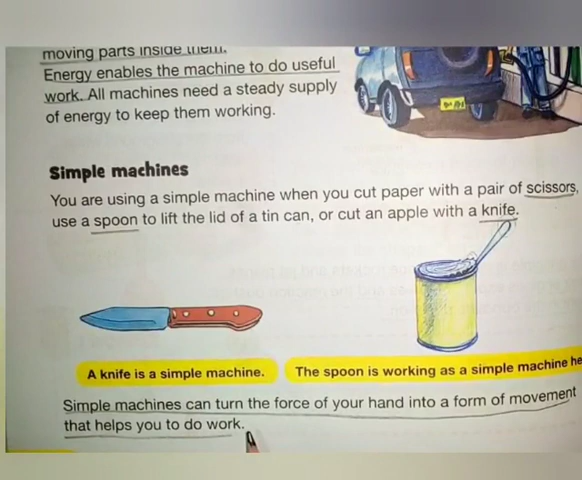 moving parts inside them.
Energy enables the machine to do useful
work. All machines need a steady supply
of energy to keep them working.
Simple machines
You are using a simple machine when you cut paper with a pair of scissors,
use a spoon to lift the lid of a tin can, or cut an apple with a knife.
A knife is a simple machine.
The spoon is working as a simple machine he
Simple machines can turn the force of your hand into a form of movement
that helps you to do work.